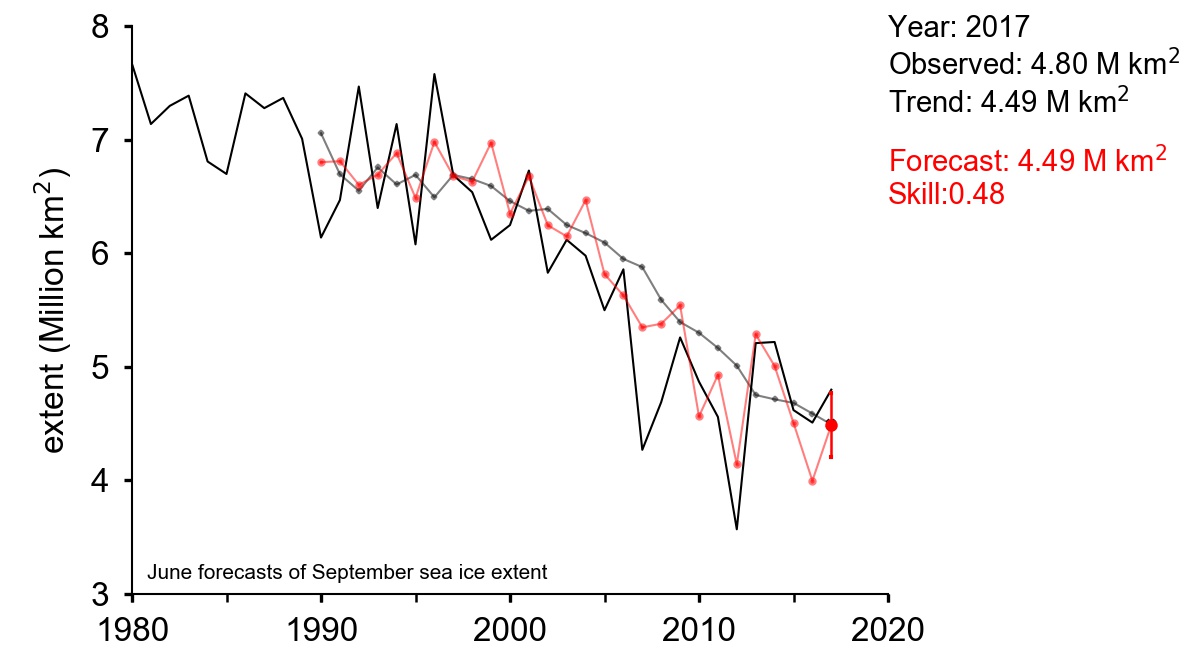 Year: 2017
Observed: 4.80 M km²
Trend: 4.49 M km²
Forecast: 4.49 M km²
Skill:0.48
extent (Million km²)
8
7
6
5
4
3
June forecasts of September sea ice extent
1980
1990
2000
2010
2020